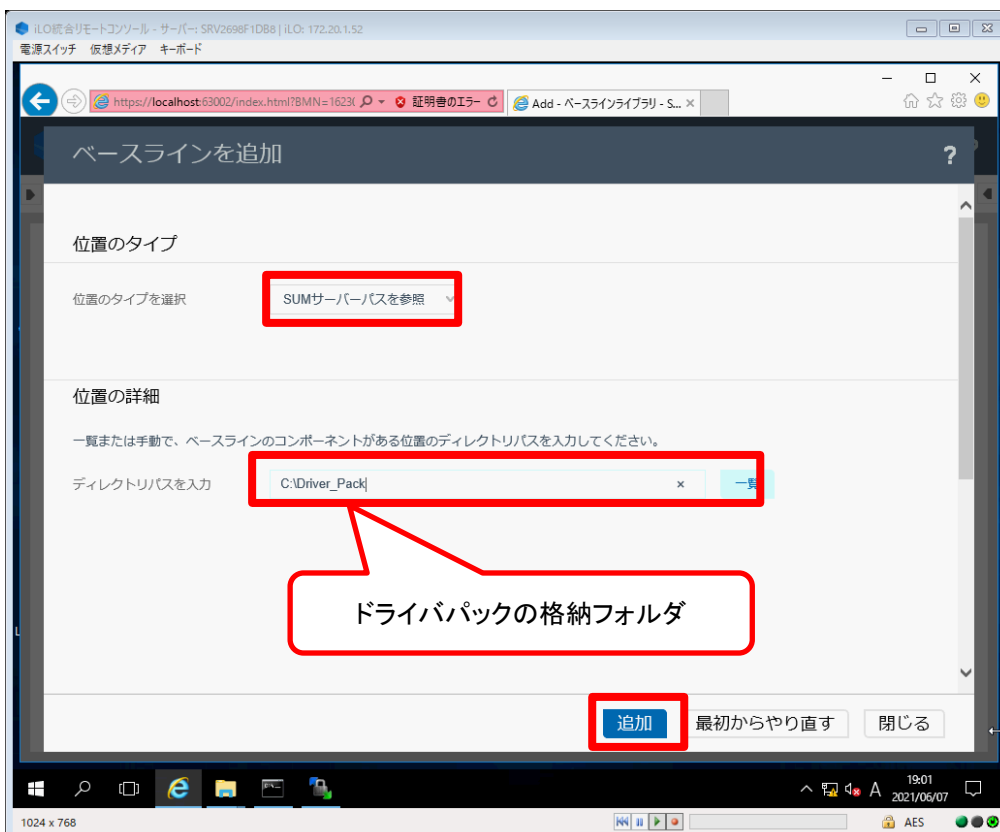 iLO統合リモートコンソール - サーバー: SRV2698F1DB8 | iLO: 172.20.1.52
電源スイッチ 仮想メディア キーボード
https://localhost:63002/index.html?BMN=1623( 証明書のエラー Add - ベースラインライブラリ - S... ×
ベースラインを追加 ?
位置のタイプ
位置のタイプを選択 SUMサーバーパスを参照
位置の詳細
一覧または手動で、ベースラインのコンポーネントがある位置のディレクトリパスを入力してください。
ディレクトリパスを入力 C:\Driver_Pack × 一覧
ドライバパックの格納フォルダ
追加 最初からやり直す 閉じる
A 19:01
2021/06/07
1024 x 768 AES